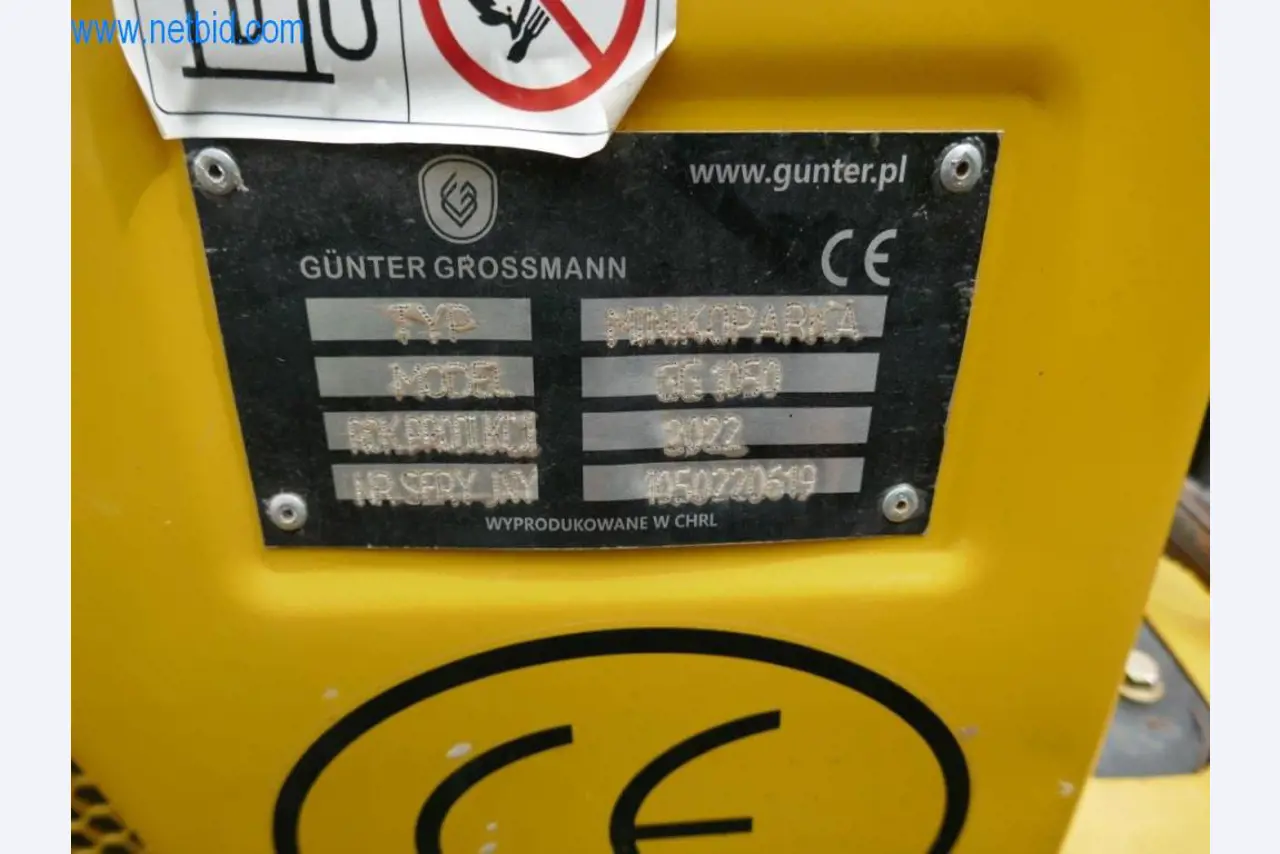 www.netbid.com
www.gunter.pl
GÜNTER GROSSMANN
CE
TYP MINIKOPARKA
MODEL GG 1050
ROK PRODUKCJI 2022
NR SERYJNY 1050220619
WYPRODUKOWANE W CHRL
CE